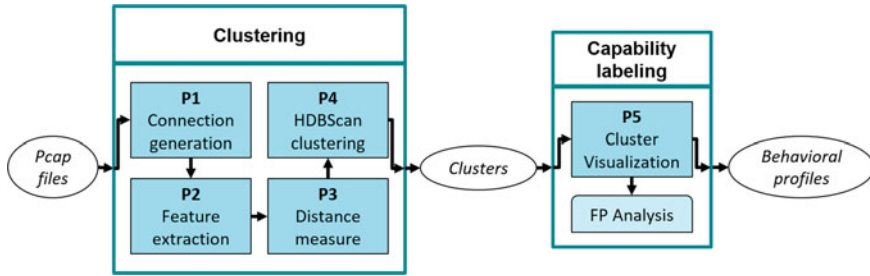 Clustering
Capability
labeling
Pcap
files
P1
Connection
generation
P2
Feature
extraction
P3
Distance
measure
P4
HDBScan
clustering
Clusters
P5
Cluster
Visualization
FP Analysis
Behavioral
profiles